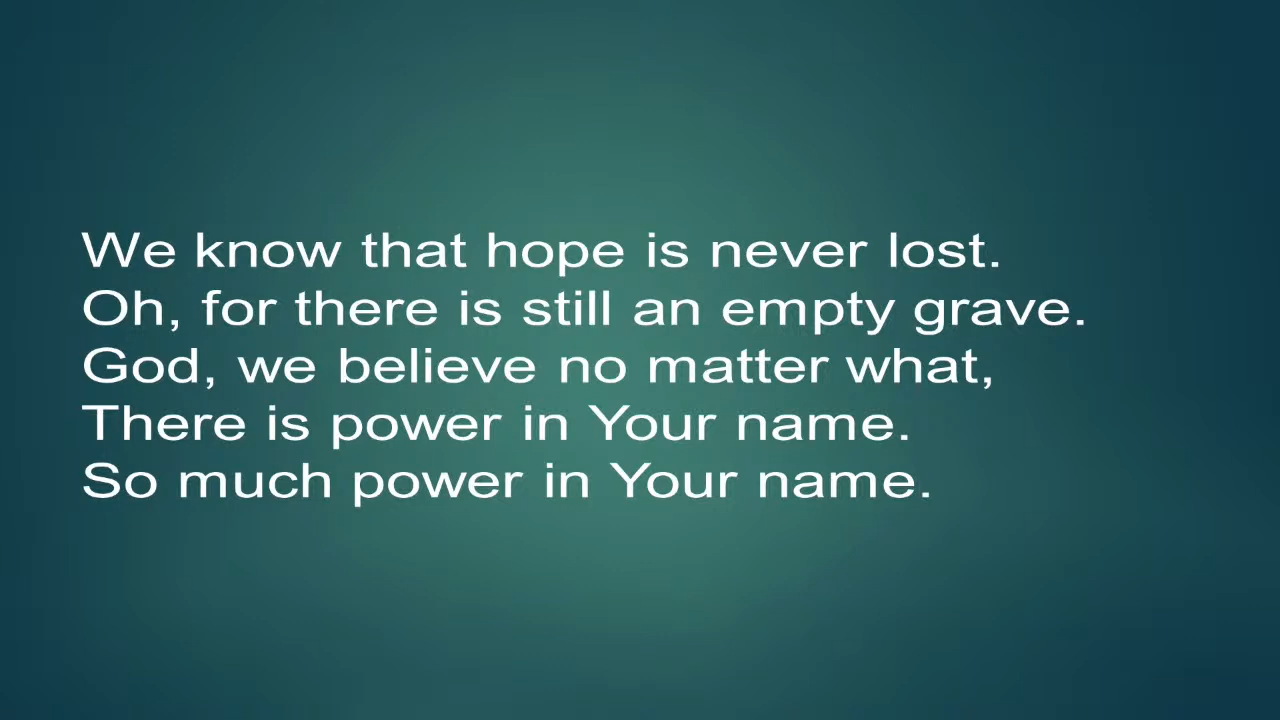 We know that hope is never lost.
Oh, for there is still an empty grave.
God, we believe no matter what,
There is power in Your name.
So much power in Your name.